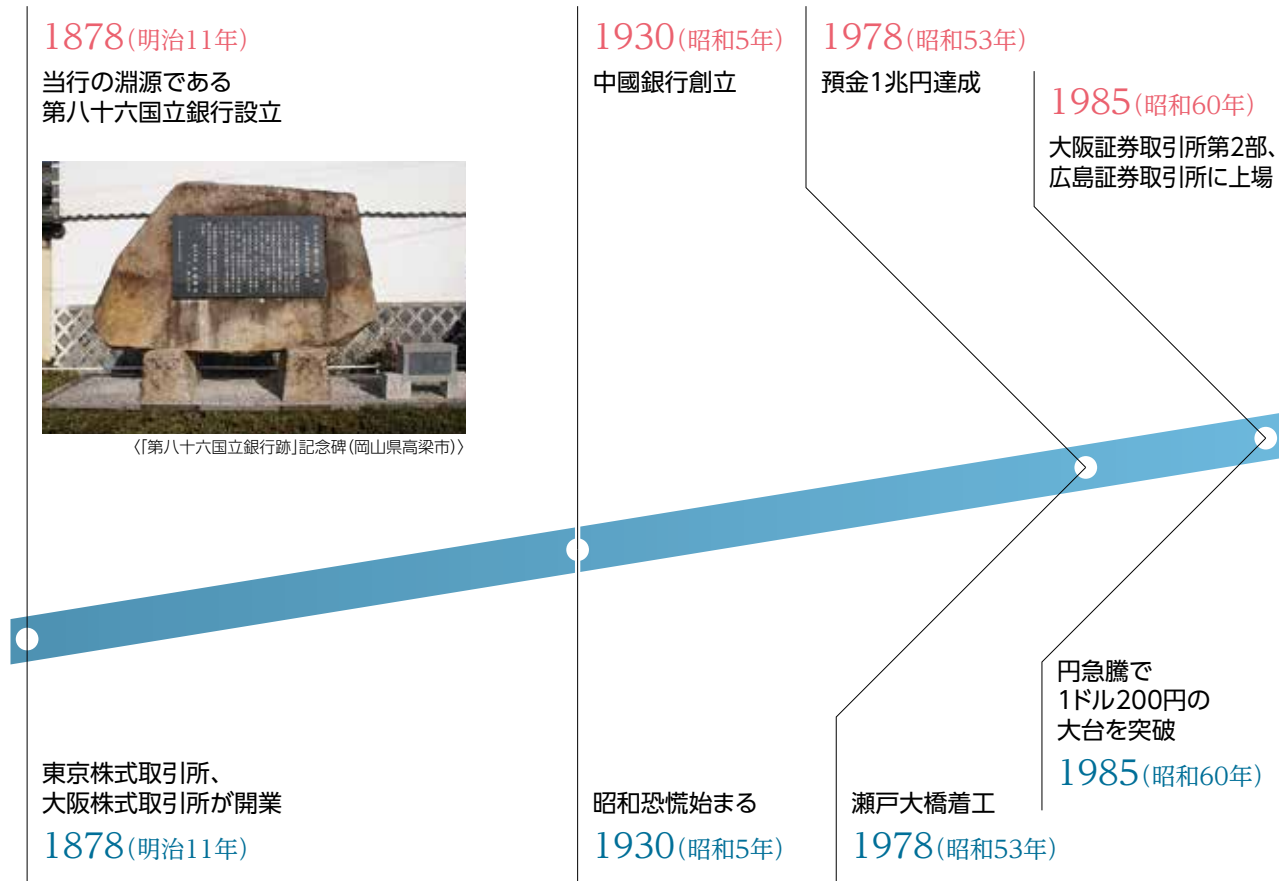 1878(明治11年)
当行の淵源である
第八十六国立銀行設立
〈「第八十六国立銀行跡」記念碑(岡山県高梁市)〉
1930(昭和5年)
中國銀行創立
1978(昭和53年)
預金1兆円達成
1985(昭和60年)
大阪証券取引所第2部、
広島証券取引所に上場
東京株式取引所、
大阪株式取引所が開業
1878(明治11年)
昭和恐慌始まる
1930(昭和5年)
瀬戸大橋着工
1978(昭和53年)
円急騰で
1ドル200円の
大台を突破
1985(昭和60年)